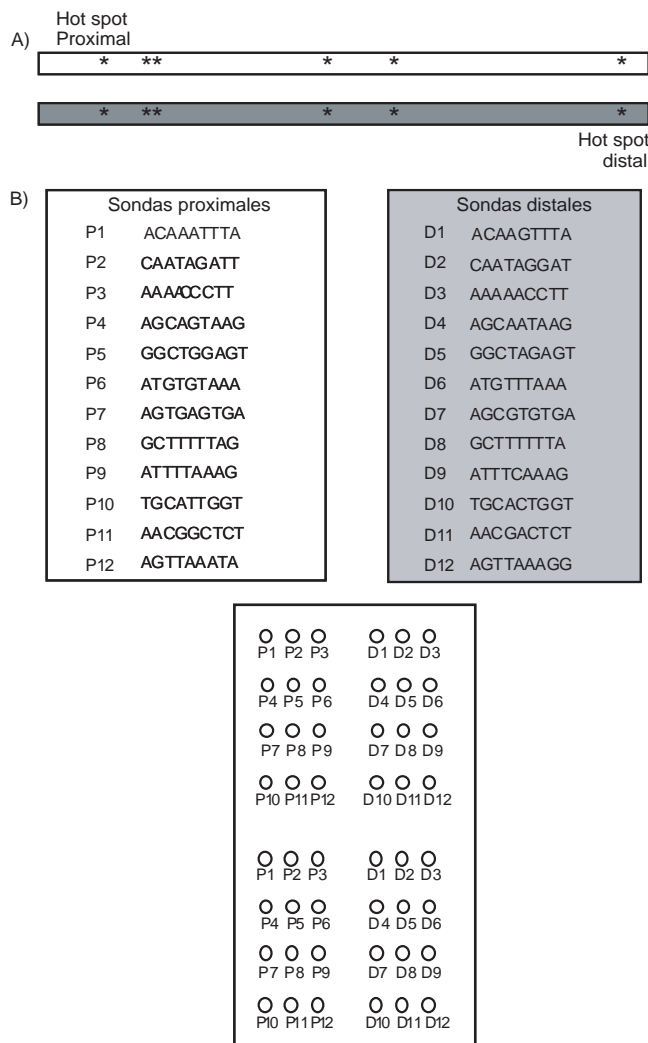 Hot spot
Proximal
A)
* ** * * *
* ** * * *
Hot spot
distal
B)
Sondas proximales
P1 ACAAATTTA
P2 CAATAGATT
P3 AAAACCCTT
P4 AGCAGTAAG
P5 GGCTGGAGT
P6 ATGTGTAAA
P7 AGTGAGTGA
P8 GCTTTTTAG
P9 ATTTTAAAG
P10 TGCATTGGT
P11 AACGGCTCT
P12 AGTTAAATA
Sondas distales
D1 ACAAGTTTA
D2 CAATAGGAT
D3 AAAAACCTT
D4 AGCAATAAG
D5 GGCTAGAGT
D6 ATGTTTAAA
D7 AGCGTGTGA
D8 GCTTTTTTA
D9 ATTTCAAAG
D10 TGCACTGGT
D11 AACGACTCT
D12 AGTTAAAGG
P1 P2 P3 D1 D2 D3
P4 P5 P6 D4 D5 D6
P7 P8 P9 D7 D8 D9
P10 P11 P12 D10 D11 D12
P1 P2 P3 D1 D2 D3
P4 P5 P6 D4 D5 D6
P7 P8 P9 D7 D8 D9
P10 P11 P12 D10 D11 D12